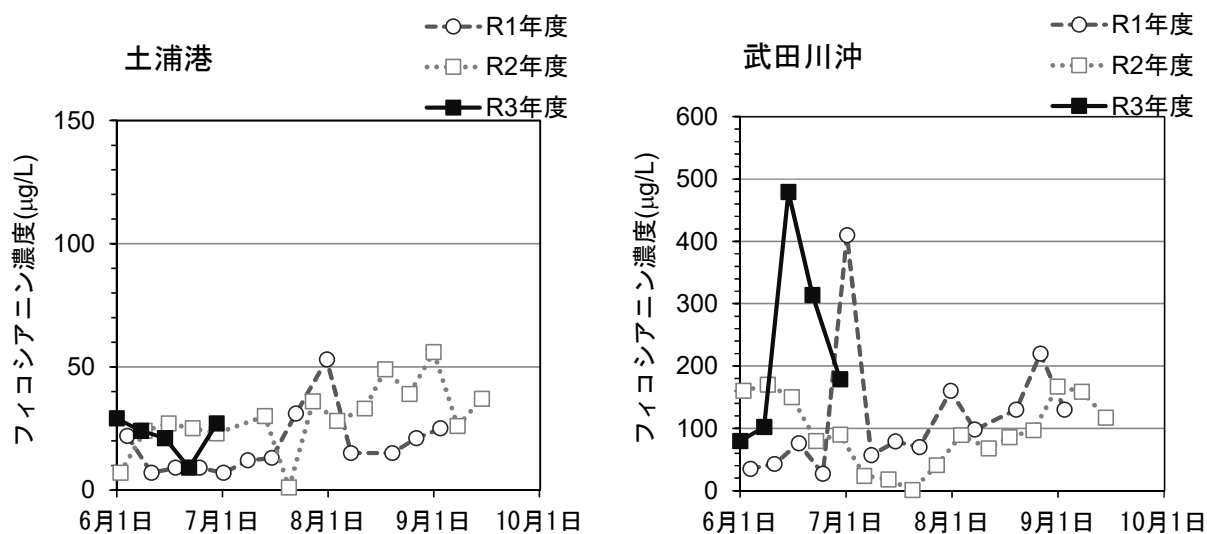 土浦港
R1年度
R2年度
R3年度
フィコシアニン濃度(μg/L)
150
100
50
0
6月1日 7月1日 8月1日 9月1日 10月1日
武田川沖
R1年度
R2年度
R3年度
フィコシアニン濃度(μg/L)
600
500
400
300
200
100
0
6月1日 7月1日 8月1日 9月1日 10月1日